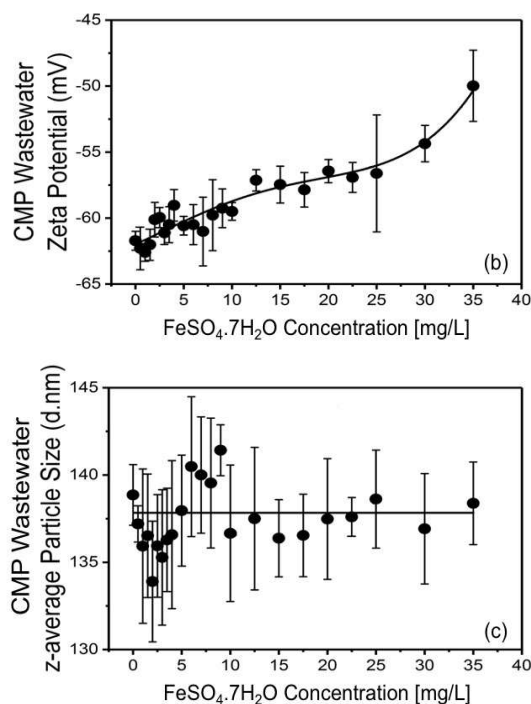 -45
-50
-55
-60
-65
CMP Wastewater
Zeta Potential (mV)
(b)
0 5 10 15 20 25 30 35 40
FeSO₄.7H₂O Concentration [mg/L]
145
140
135
130
CMP Wastewater
z-average Particle Size (d.nm)
(c)
0 5 10 15 20 25 30 35 40
FeSO₄.7H₂O Concentration [mg/L]